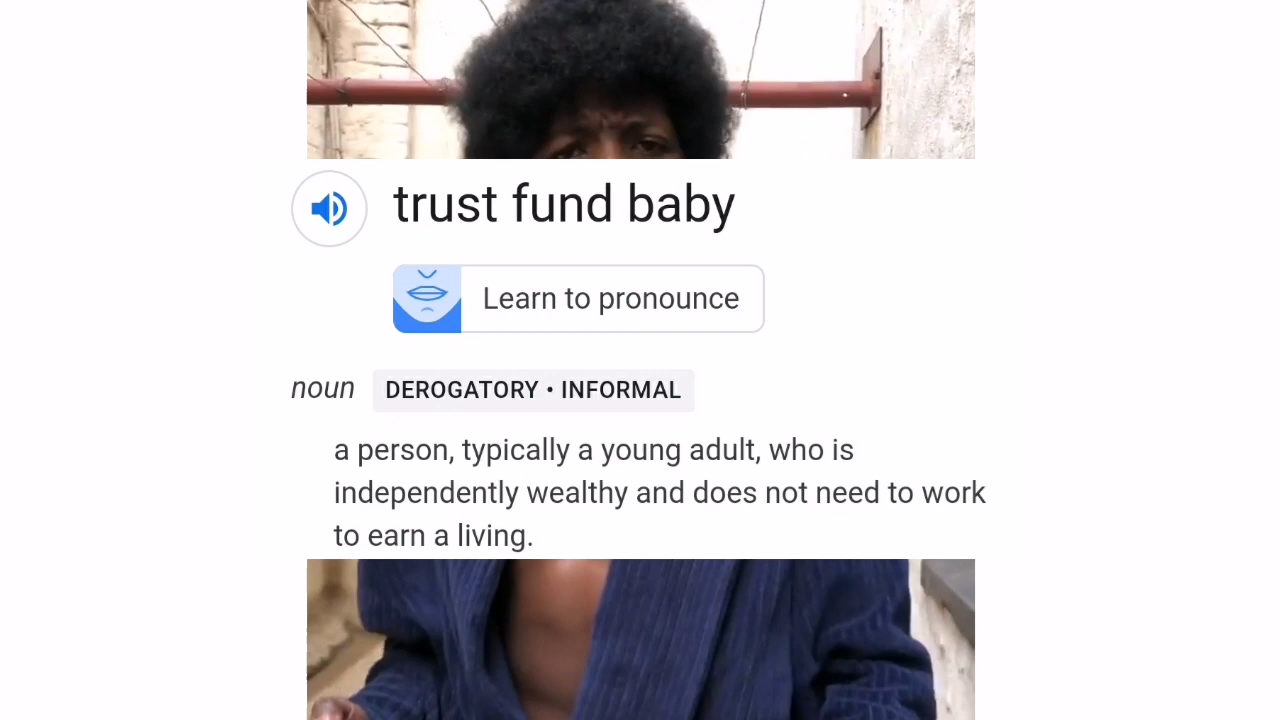 trust fund baby
Learn to pronounce
noun DEROGATORY • INFORMAL
a person, typically a young adult, who is
independently wealthy and does not need to work
to earn a living.